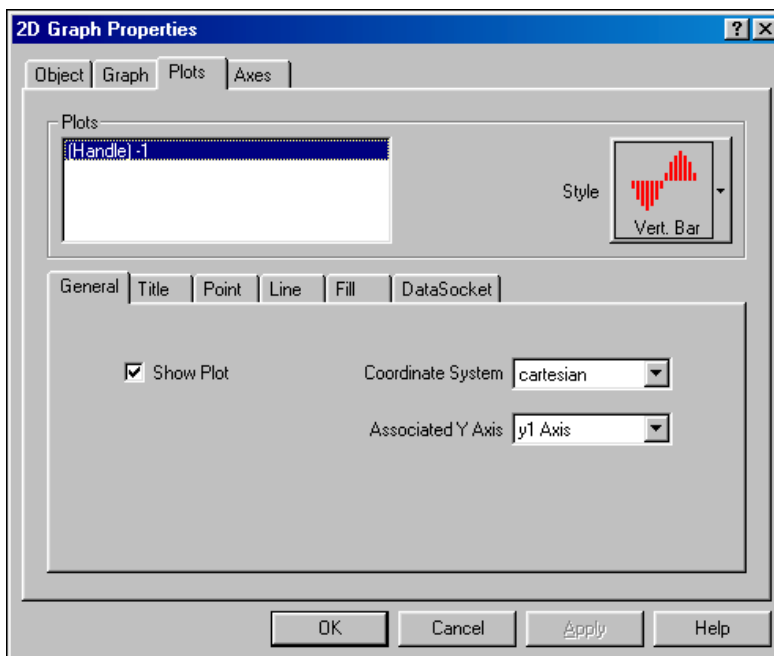 2D Graph Properties
Object Graph Plots Axes
Plots
(Handle) -1
Style
Vert. Bar
General Title Point Line Fill DataSocket
Show Plot
Coordinate System cartesian
Associated Y Axis y1 Axis
OK Cancel Apply Help